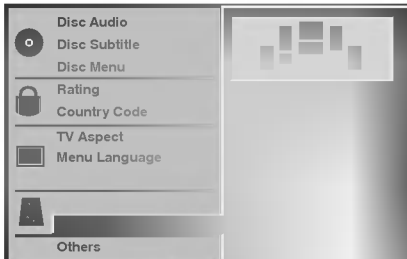 Disc Audio
Disc Subtitle
Disc Menu
Rating
Country Code
TV Aspect
Menu Language
Others